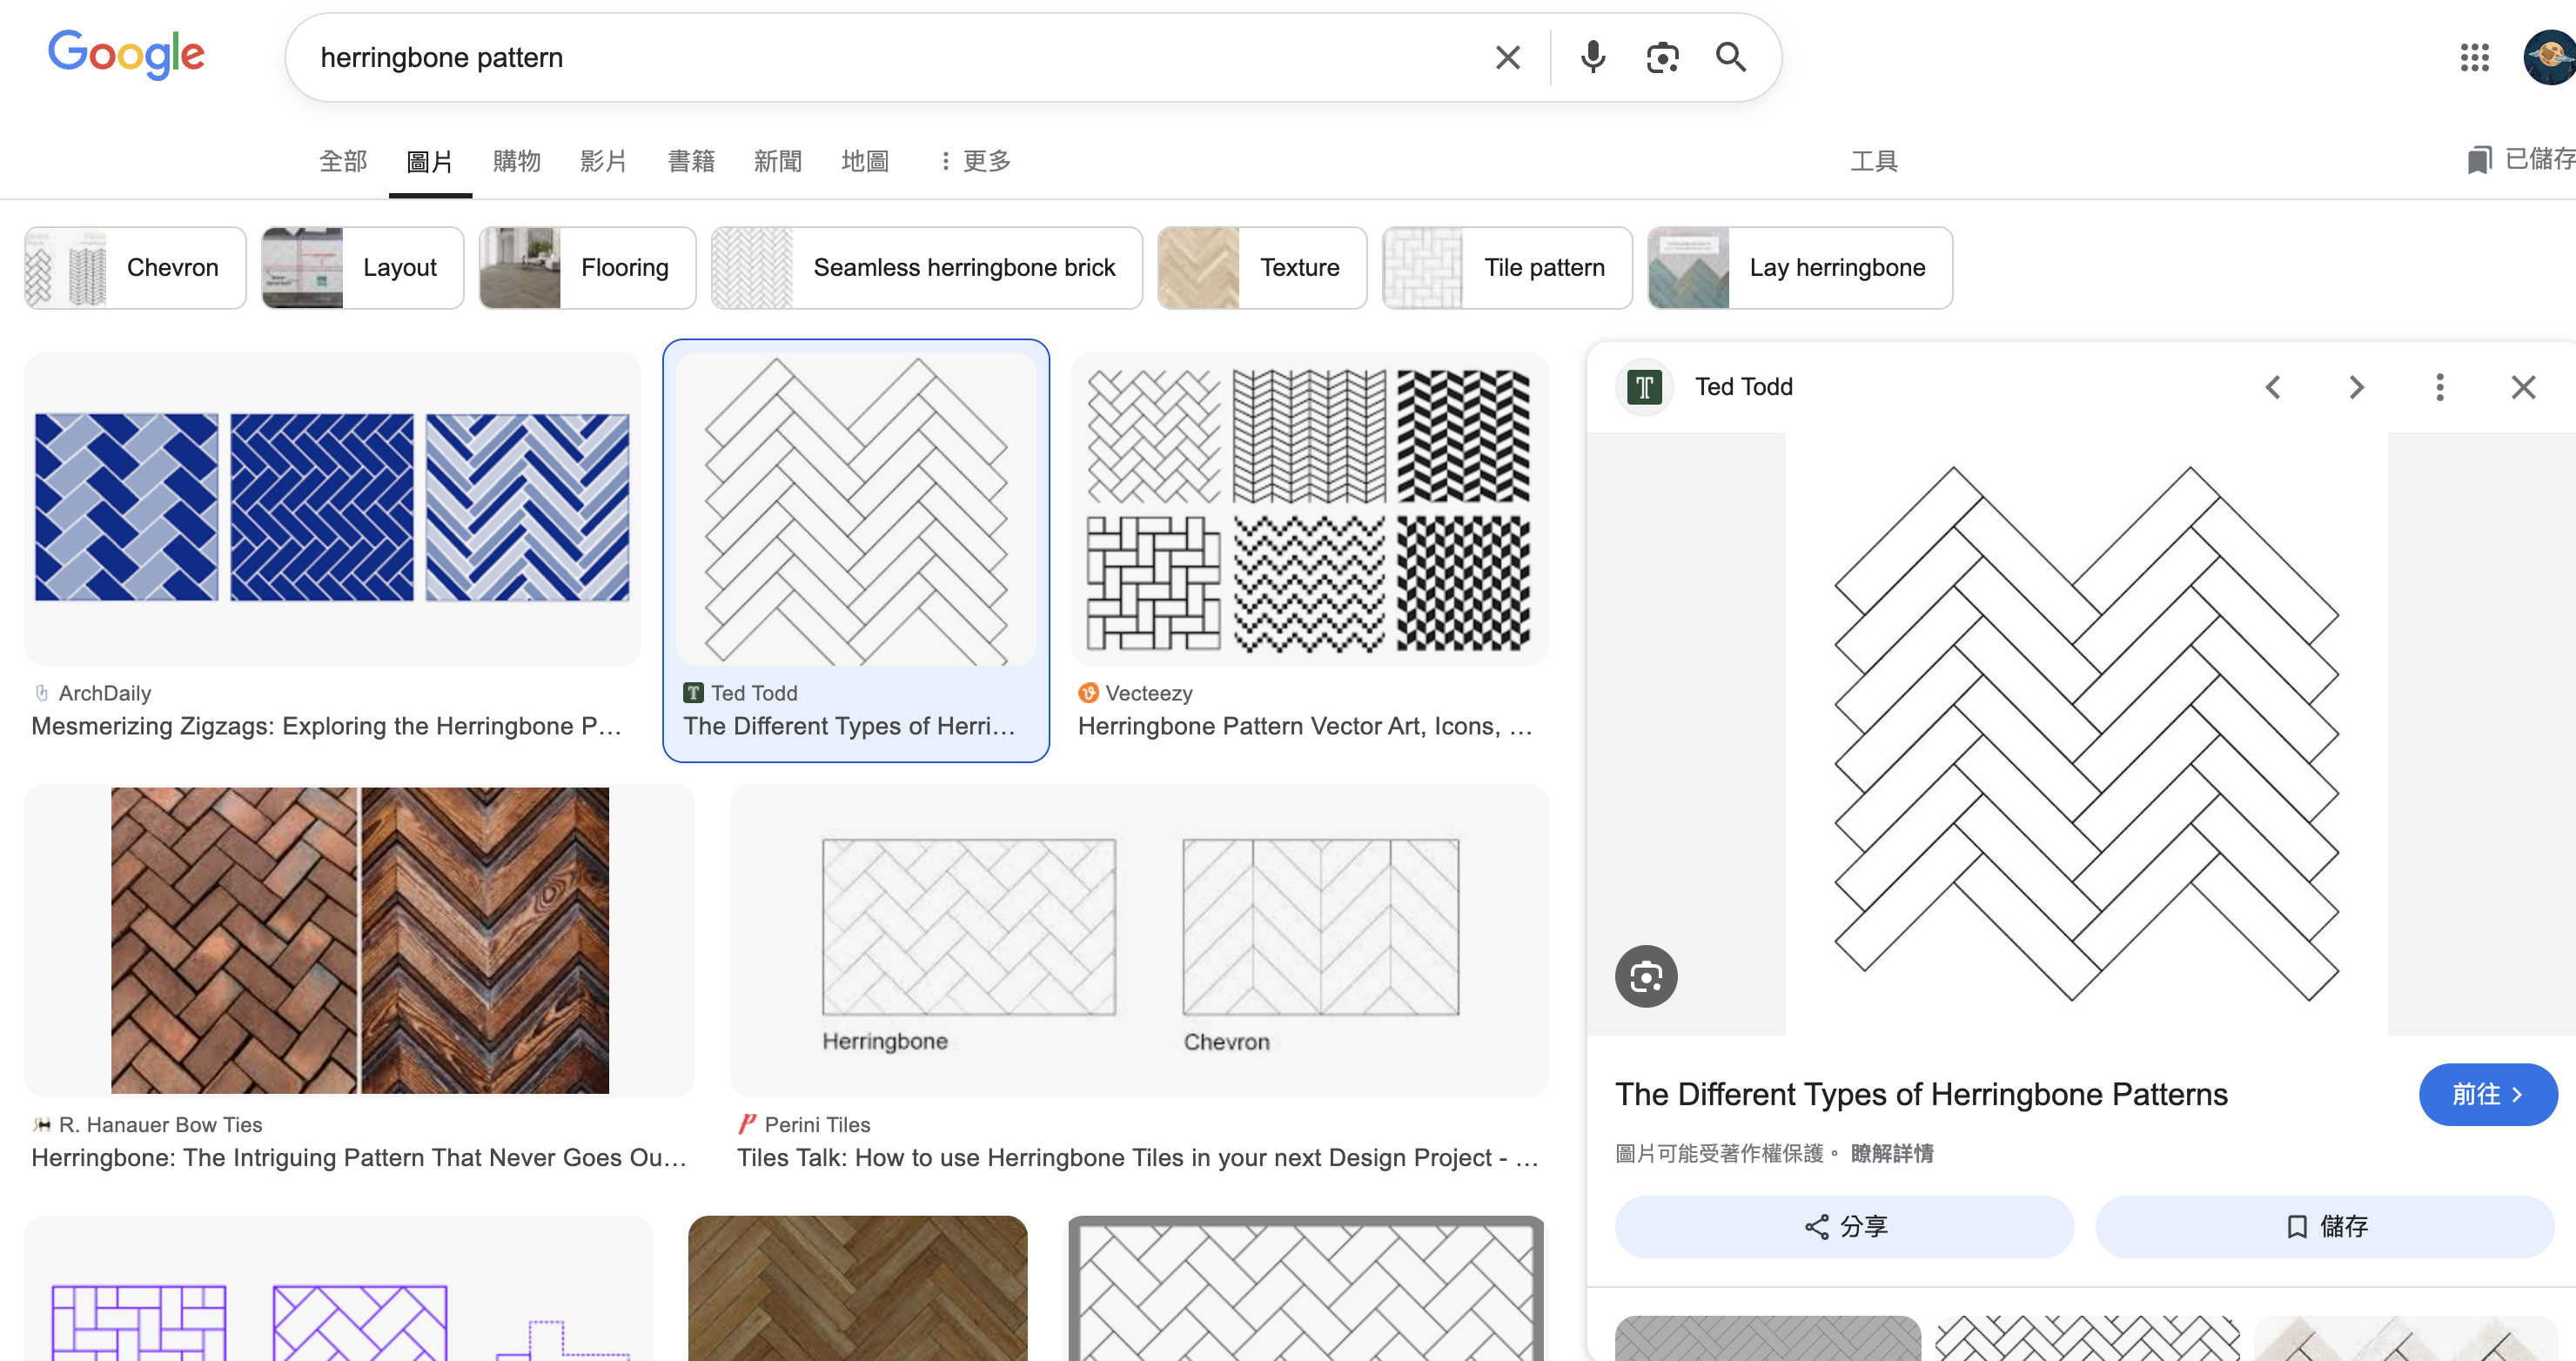 Google
herringbone pattern
全部 圖片 購物 影片 書籍 新聞 地圖 更多 工具 已儲存
Chevron Layout Flooring Seamless herringbone brick Texture Tile pattern Lay herringbone
ArchDaily
Mesmerizing Zigzags: Exploring the Herringbone P...
Ted Todd
The Different Types of Herri...
Vecteezy
Herringbone Pattern Vector Art, Icons, ...
Herringbone
Chevron
R. Hanauer Bow Ties
Herringbone: The Intriguing Pattern That Never Goes Ou...
Perini Tiles
Tiles Talk: How to use Herringbone Tiles in your next Design Project - ...
Ted Todd
The Different Types of Herringbone Patterns
前往
圖片可能受著作權保護。 瞭解詳情
分享
儲存